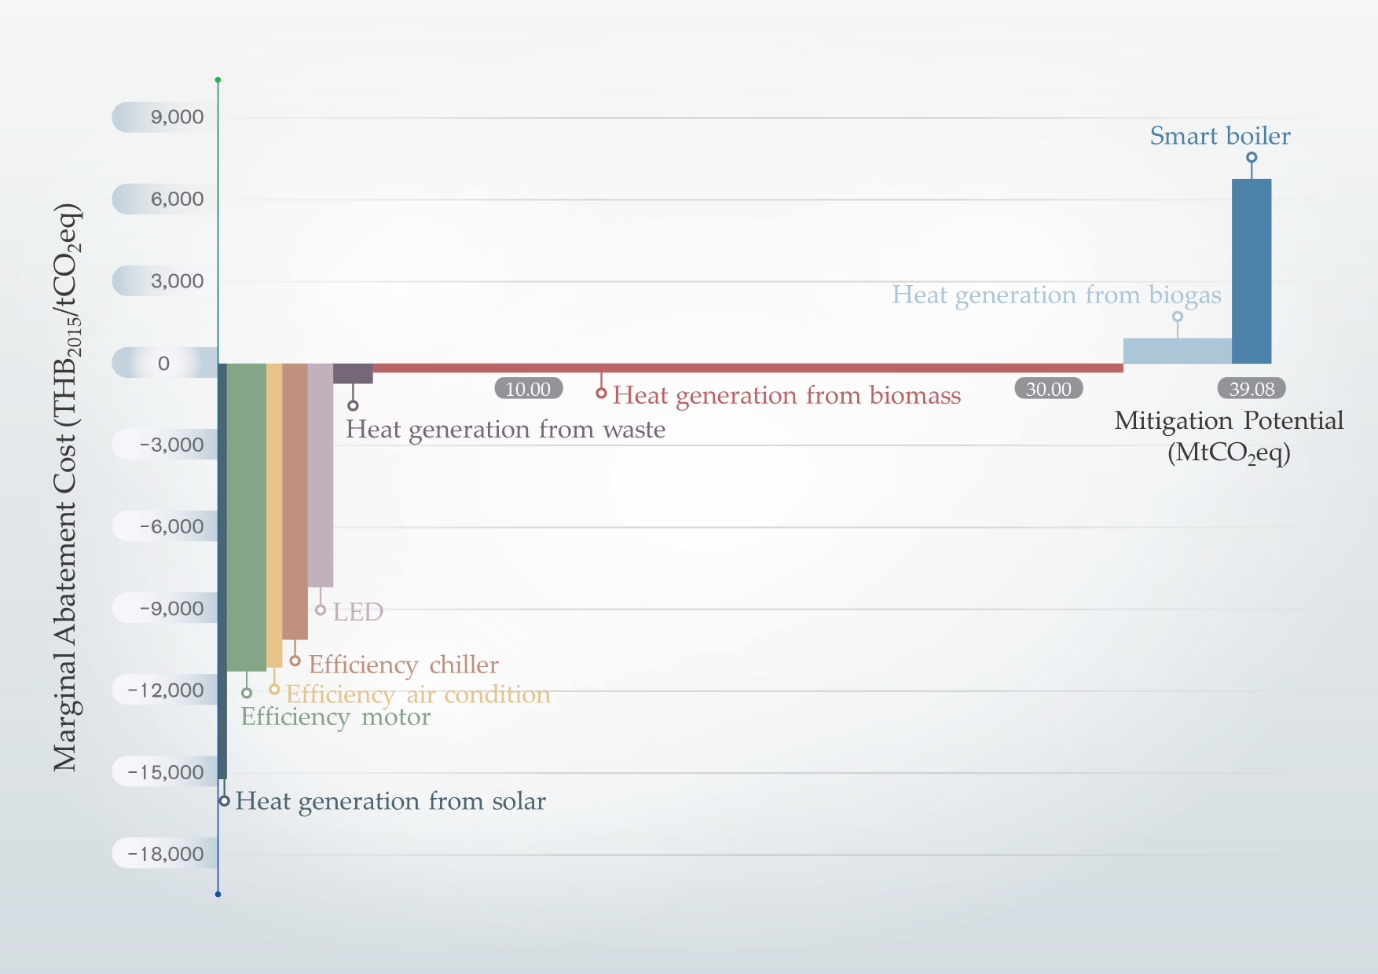 Marginal Abatement Cost (THB2015/tCO2eq)
9,000
6,000
3,000
0
−3,000
−6,000
−9,000
−12,000
−15,000
−18,000
Smart boiler
Heat generation from biogas
10.00
30.00
39.08
Heat generation from biomass
Mitigation Potential
(MtCO2eq)
Heat generation from waste
LED
Efficiency chiller
Efficiency air condition
Efficiency motor
Heat generation from solar